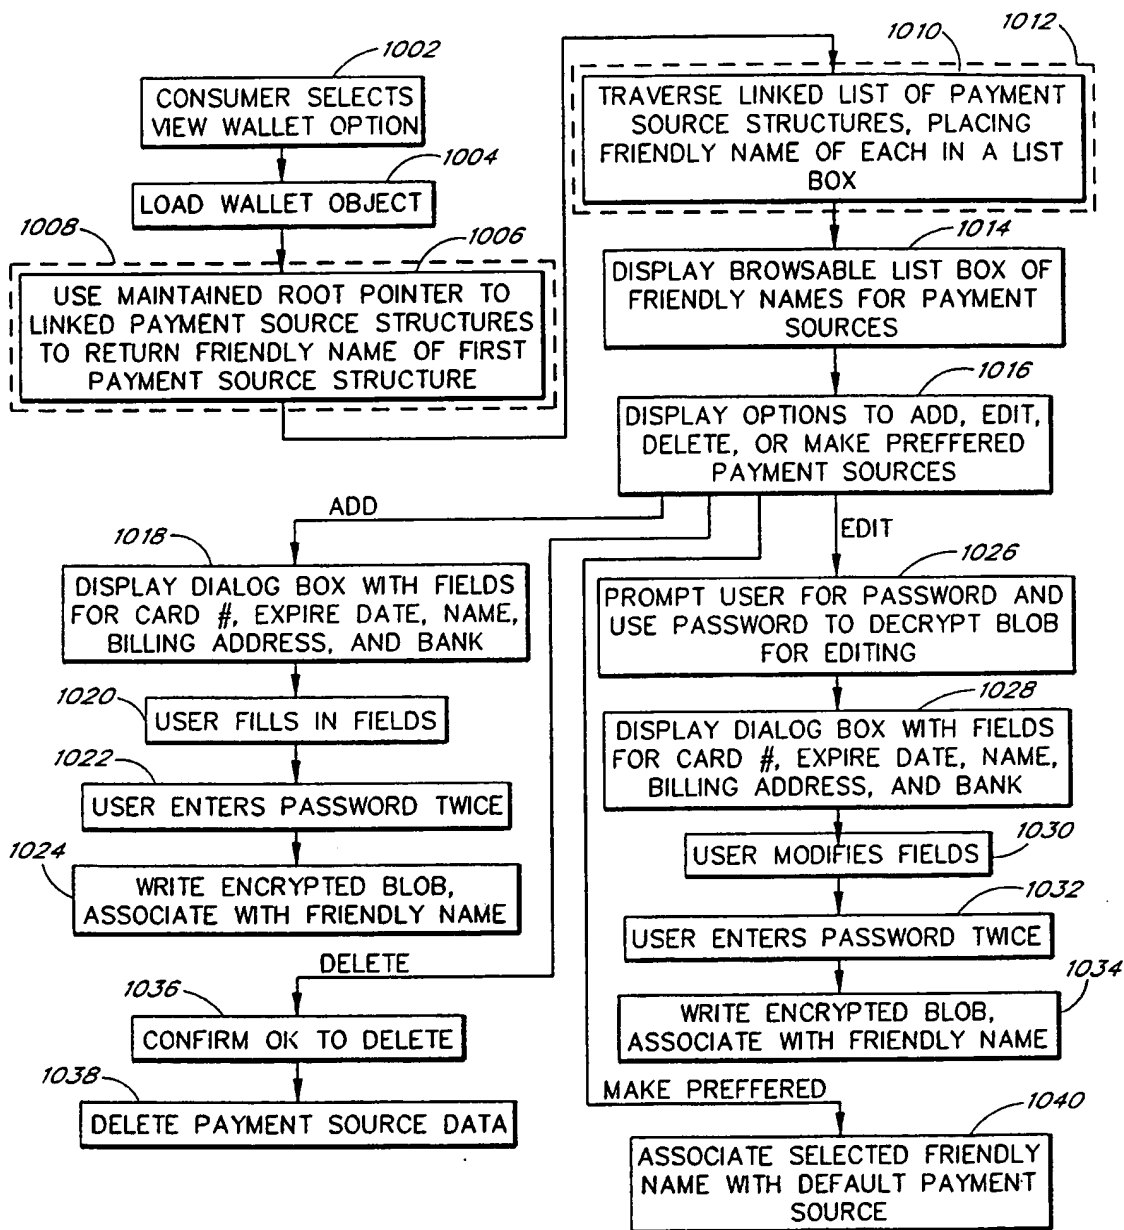 1002
CONSUMER SELECTS
VIEW WALLET OPTION
1004
LOAD WALLET OBJECT
1008
1006
USE MAINTAINED ROOT POINTER TO
LINKED PAYMENT SOURCE STRUCTURES
TO RETURN FRIENDLY NAME OF FIRST
PAYMENT SOURCE STRUCTURE
1010
1012
TRAVERSE LINKED LIST OF PAYMENT
SOURCE STRUCTURES, PLACING
FRIENDLY NAME OF EACH IN A LIST
BOX
1014
DISPLAY BROWSABLE LIST BOX OF
FRIENDLY NAMES FOR PAYMENT
SOURCES
1016
DISPLAY OPTIONS TO ADD, EDIT,
DELETE, OR MAKE PREFFERED
PAYMENT SOURCES
ADD
1018
DISPLAY DIALOG BOX WITH FIELDS
FOR CARD #, EXPIRE DATE, NAME,
BILLING ADDRESS, AND BANK
1020
USER FILLS IN FIELDS
1022
USER ENTERS PASSWORD TWICE
1024
WRITE ENCRYPTED BLOB,
ASSOCIATE WITH FRIENDLY NAME
EDIT
1026
PROMPT USER FOR PASSWORD AND
USE PASSWORD TO DECRYPT BLOB
FOR EDITING
1028
DISPLAY DIALOG BOX WITH FIELDS
FOR CARD #, EXPIRE DATE, NAME,
BILLING ADDRESS, AND BANK
1030
USER MODIFIES FIELDS
1032
USER ENTERS PASSWORD TWICE
1034
WRITE ENCRYPTED BLOB,
ASSOCIATE WITH FRIENDLY NAME
DELETE
1036
CONFIRM OK TO DELETE
1038
DELETE PAYMENT SOURCE DATA
MAKE PREFFERED
1040
ASSOCIATE SELECTED FRIENDLY
NAME WITH DEFAULT PAYMENT
SOURCE